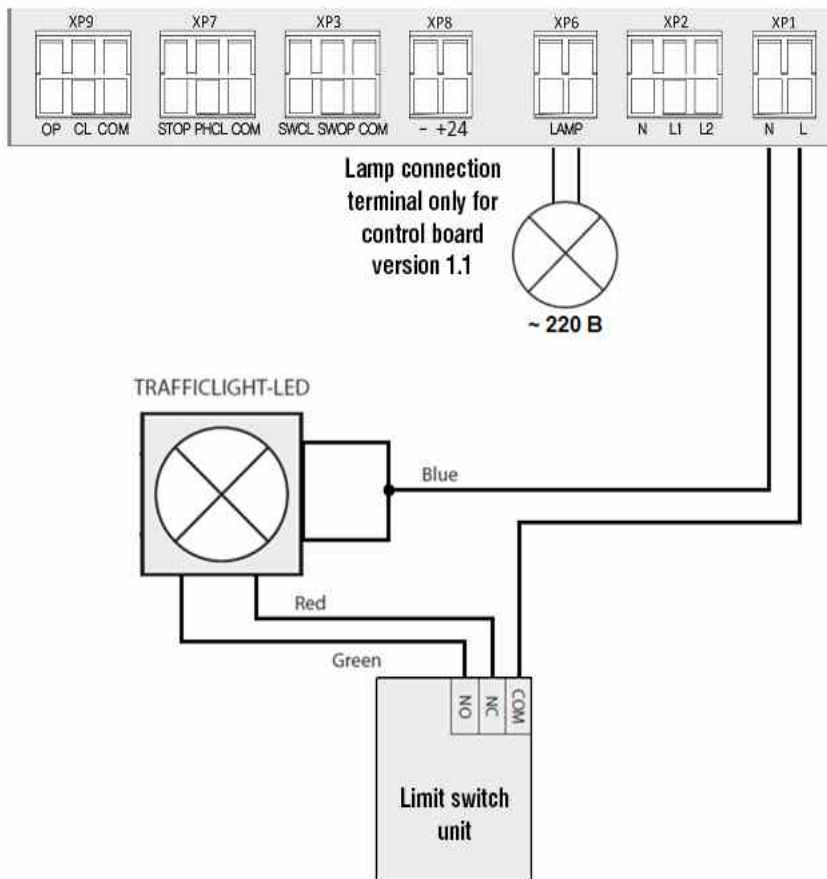 XP9 XP7 XP3 XP8 XP6 XP2 XP1
OP CL COM STOP PHCL COM SWCL SWOP COM - +24 LAMP N L1 L2 N L
Lamp connection
terminal only for
control board
version 1.1
~ 220 В
TRAFFICLIGHT-LED
Blue
Red
Green
NO NC COM
Limit switch
unit